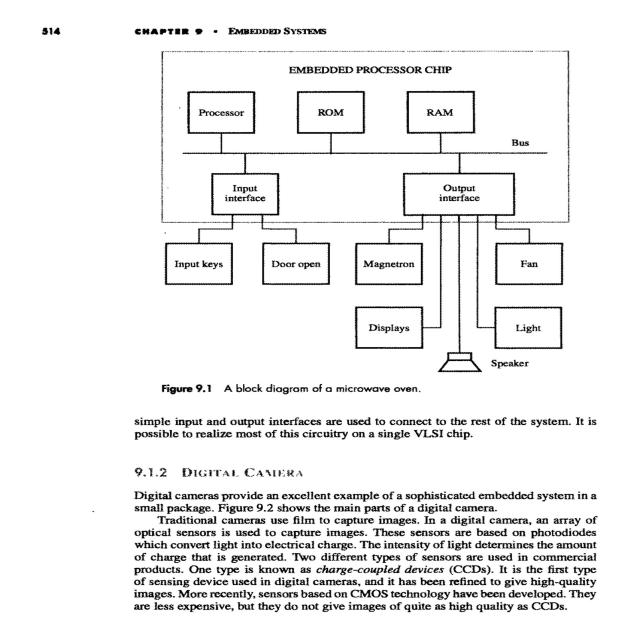 514 CHAPTER 9 • EMBEDDED SYSTEMS
EMBEDDED PROCESSOR CHIP
Processor ROM RAM
Bus
Input
interface
Output
interface
Input keys Door open Magnetron Fan
Displays Light
Speaker
Figure 9.1 A block diagram of a microwave oven.
simple input and output interfaces are used to connect to the rest of the system. It is
possible to realize most of this circuitry on a single VLSI chip.
9.1.2 DIGITAL CAMERA
Digital cameras provide an excellent example of a sophisticated embedded system in a
small package. Figure 9.2 shows the main parts of a digital camera.
Traditional cameras use film to capture images. In a digital camera, an array of
optical sensors is used to capture images. These sensors are based on photodiodes
which convert light into electrical charge. The intensity of light determines the amount
of charge that is generated. Two different types of sensors are used in commercial
products. One type is known as charge-coupled devices (CCDs). It is the first type
of sensing device used in digital cameras, and it has been refined to give high-quality
images. More recently, sensors based on CMOS technology have been developed. They
are less expensive, but they do not give images of quite as high quality as CCDs.